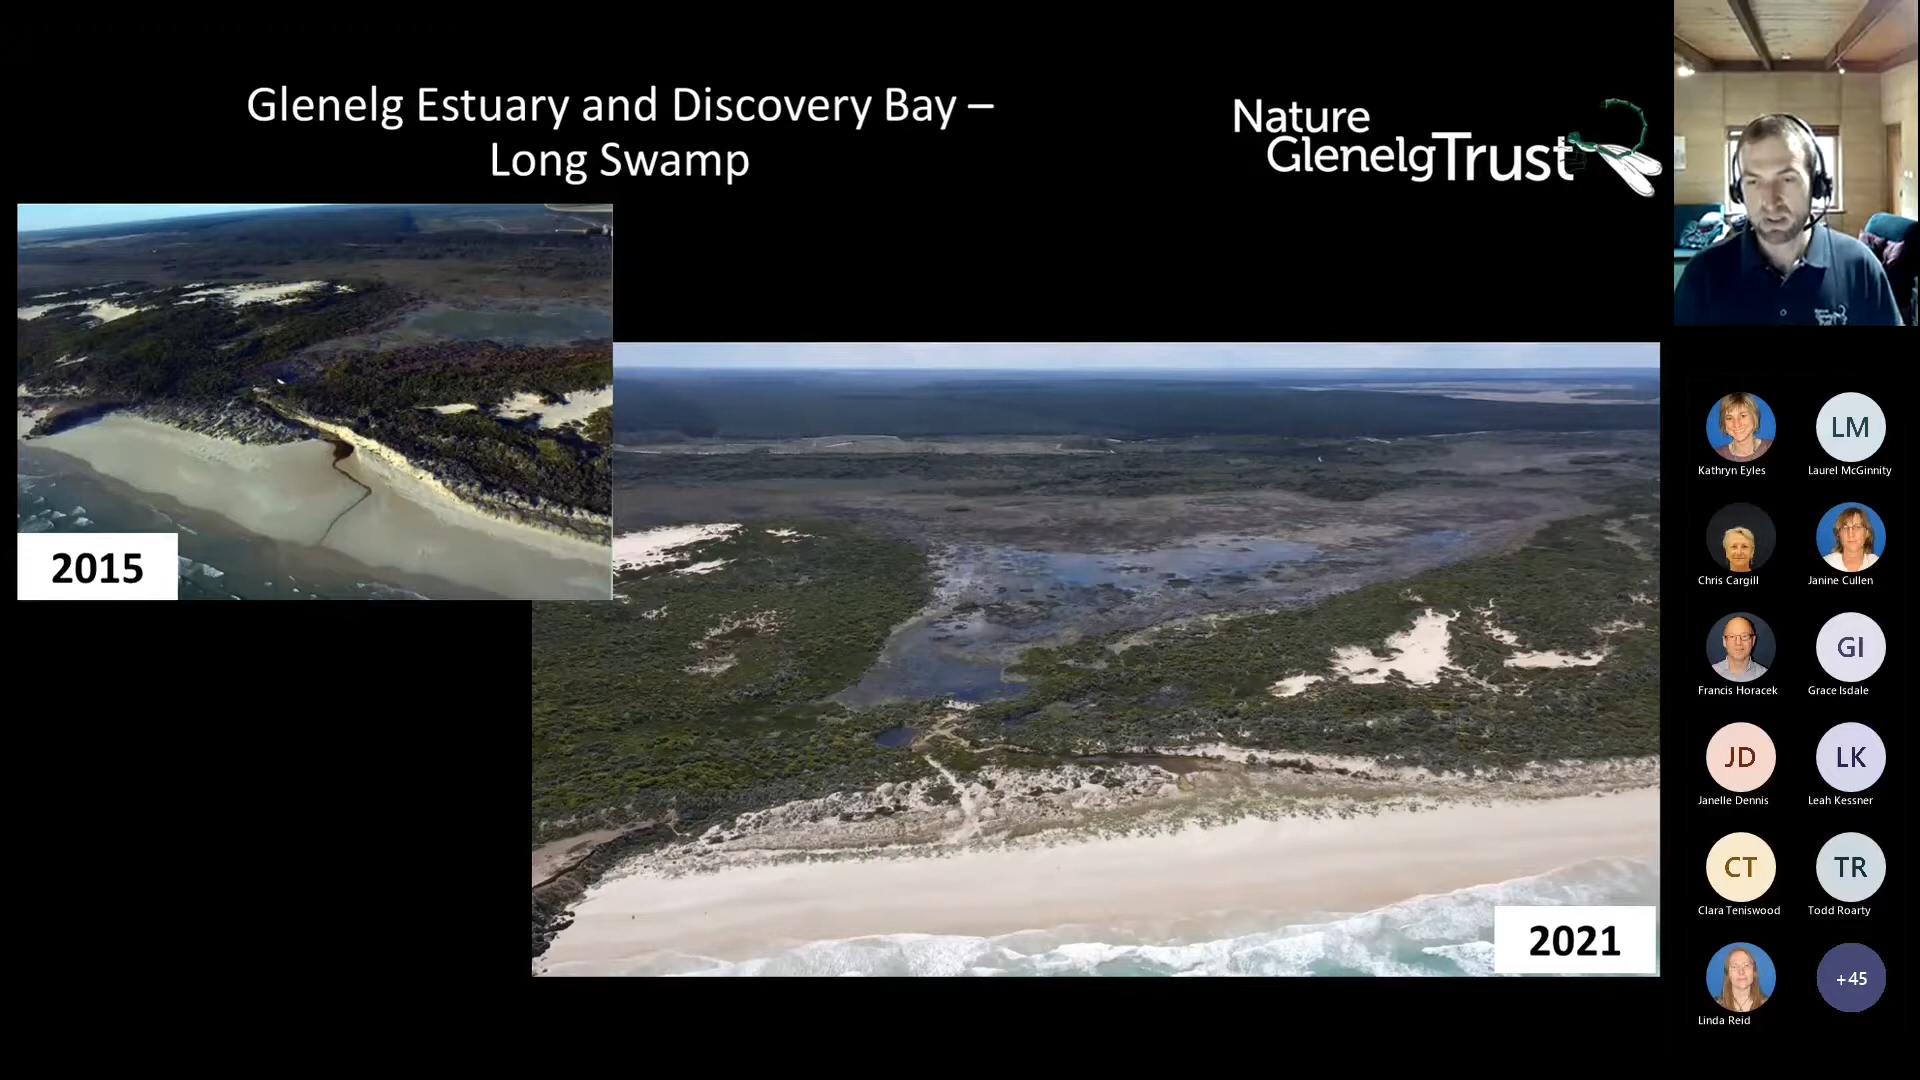 Glenelg Estuary and Discovery Bay –
Long Swamp
Nature
GlenelgTrust
2015
2021
Nature
Glenelg
Trust
Kathryn Eyles
LM
Laurel McGinnity
Chris Cargill
Janine Cullen
Francis Horacek
GI
Grace Isdale
JD
Janelle Dennis
LK
Leah Kessner
CT
Clara Teniswood
TR
Todd Roarty
Linda Reid
+45